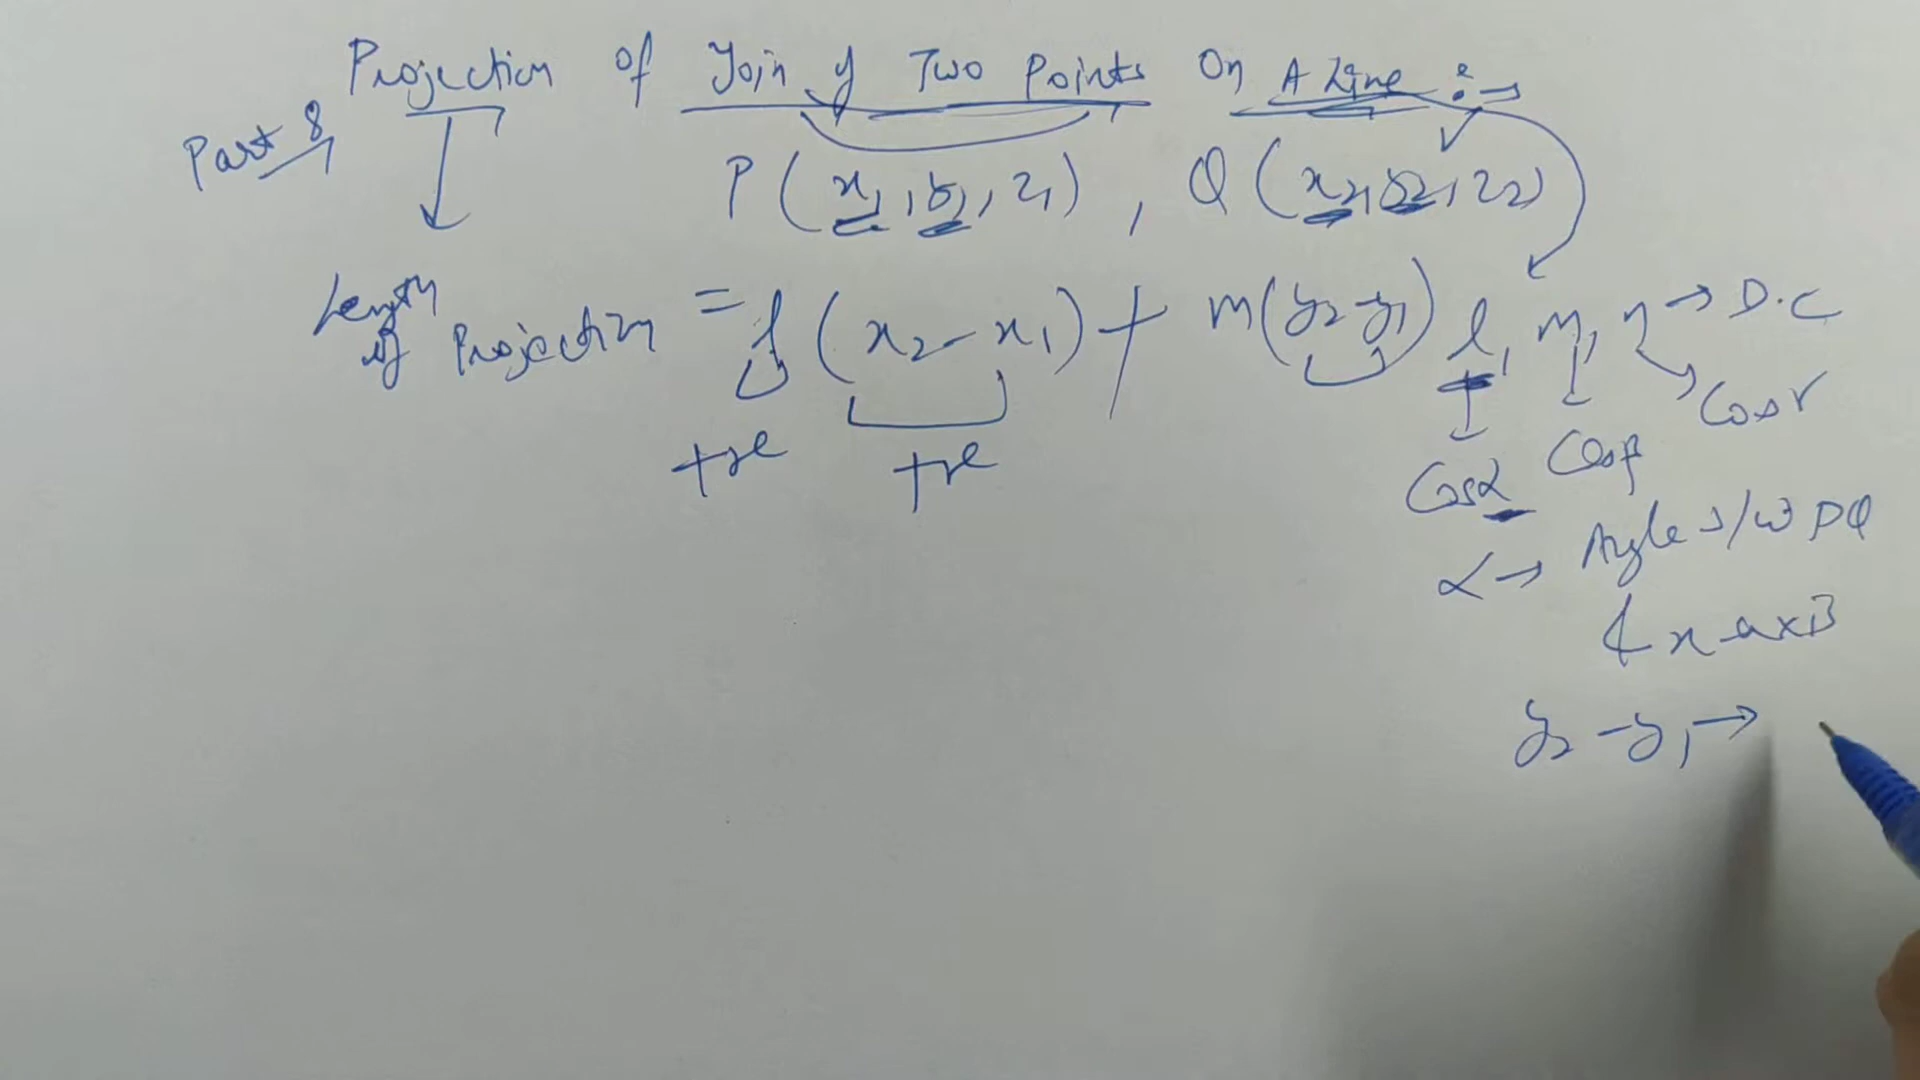 Projection of Join of Two Points On A Line :→
Part 8
P (x₁, y₁, z₁) , Q (x₂, y₂, z₂)
Length of Projection = l (x₂ - x₁) + m(y₂ - y₁)
l, m, n → D.C
+ve +ve
Cosα Cosβ Cosγ
α → Angle b/w PQ
& x-axis
y₂ - y₁ →